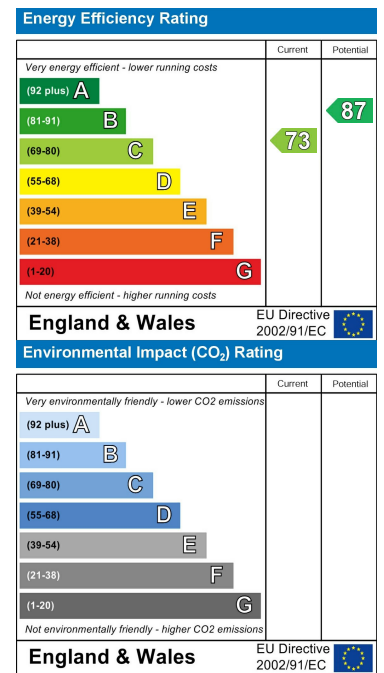 Energy Efficiency Rating
Current Potential
Very energy efficient - lower running costs
(92 plus) A
(81-91) B
87
(69-80) C
73
(55-68) D
(39-54) E
(21-38) F
(1-20) G
Not energy efficient - higher running costs
England & Wales
EU Directive
2002/91/EC
Environmental Impact (CO₂) Rating
Current Potential
Very environmentally friendly - lower CO2 emissions
(92 plus) A
(81-91) B
(69-80) C
(55-68) D
(39-54) E
(21-38) F
(1-20) G
Not environmentally friendly - higher CO2 emissions
England & Wales
EU Directive
2002/91/EC